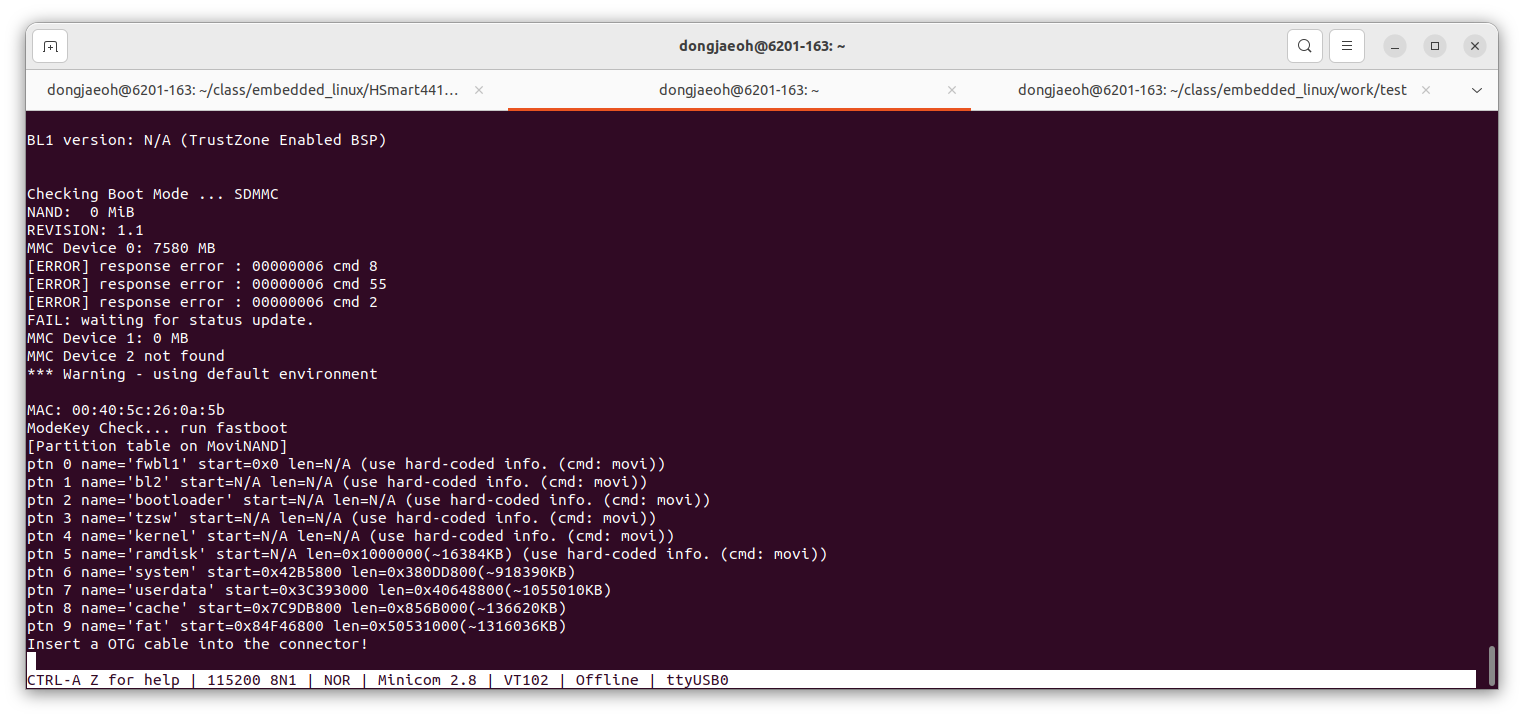 dongjaeoh@6201-163: ~
dongjaeoh@6201-163: ~/class/embedded_linux/HSmart441…
dongjaeoh@6201-163: ~
dongjaeoh@6201-163: ~/class/embedded_linux/work/test
BL1 version: N/A (TrustZone Enabled BSP)
Checking Boot Mode ... SDMMC
NAND:  0 MiB
REVISION: 1.1
MMC Device 0: 7580 MB
[ERROR] response error : 00000006 cmd 8
[ERROR] response error : 00000006 cmd 55
[ERROR] response error : 00000006 cmd 2
FAIL: waiting for status update.
MMC Device 1: 0 MB
MMC Device 2 not found
*** Warning - using default environment
MAC: 00:40:5c:26:0a:5b
ModeKey Check... run fastboot
[Partition table on MoviNAND]
ptn 0 name='fwbl1' start=0x0 len=N/A (use hard-coded info. (cmd: movi))
ptn 1 name='bl2' start=N/A len=N/A (use hard-coded info. (cmd: movi))
ptn 2 name='bootloader' start=N/A len=N/A (use hard-coded info. (cmd: movi))
ptn 3 name='tzsw' start=N/A len=N/A (use hard-coded info. (cmd: movi))
ptn 4 name='kernel' start=N/A len=N/A (use hard-coded info. (cmd: movi))
ptn 5 name='ramdisk' start=N/A len=0x1000000(~16384KB) (use hard-coded info. (cmd: movi))
ptn 6 name='system' start=0x42B5800 len=0x380DD800(~918390KB)
ptn 7 name='userdata' start=0x3C393000 len=0x40648800(~1055010KB)
ptn 8 name='cache' start=0x7C9DB800 len=0x856B000(~136620KB)
ptn 9 name='fat' start=0x84F46800 len=0x50531000(~1316036KB)
Insert a OTG cable into the connector!
CTRL-A Z for help | 115200 8N1 | NOR | Minicom 2.8 | VT102 | Offline | ttyUSB0